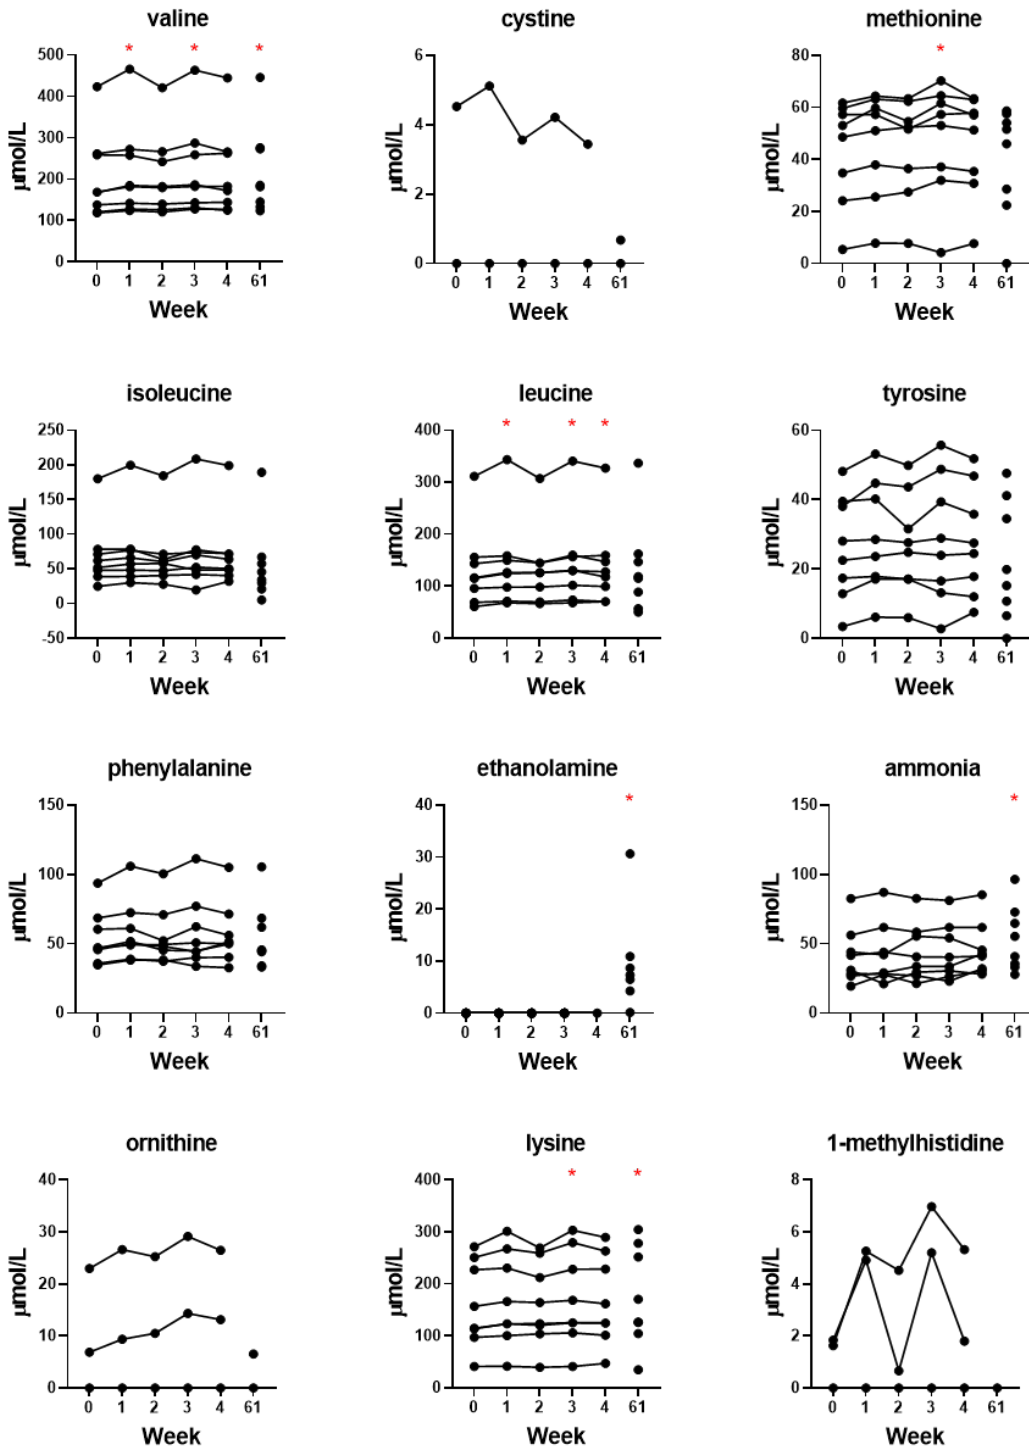 valine
* * *
500
400
300
200
100
0
µmol/L
0 1 2 3 4 61
Week
cystine
6
4
2
0
µmol/L
0 1 2 3 4 61
Week
methionine
*
80
60
40
20
0
µmol/L
0 1 2 3 4 61
Week
isoleucine
250
200
150
100
50
0
-50
µmol/L
0 1 2 3 4 61
Week
leucine
* * *
400
300
200
100
0
µmol/L
0 1 2 3 4 61
Week
tyrosine
60
40
20
0
µmol/L
0 1 2 3 4 61
Week
phenylalanine
150
100
50
0
µmol/L
0 1 2 3 4 61
Week
ethanolamine
*
40
30
20
10
0
µmol/L
0 1 2 3 4 61
Week
ammonia
*
150
100
50
0
µmol/L
0 1 2 3 4 61
Week
ornithine
40
30
20
10
0
µmol/L
0 1 2 3 4 61
Week
lysine
* *
400
300
200
100
0
µmol/L
0 1 2 3 4 61
Week
1-methylhistidine
8
6
4
2
0
µmol/L
0 1 2 3 4 61
Week